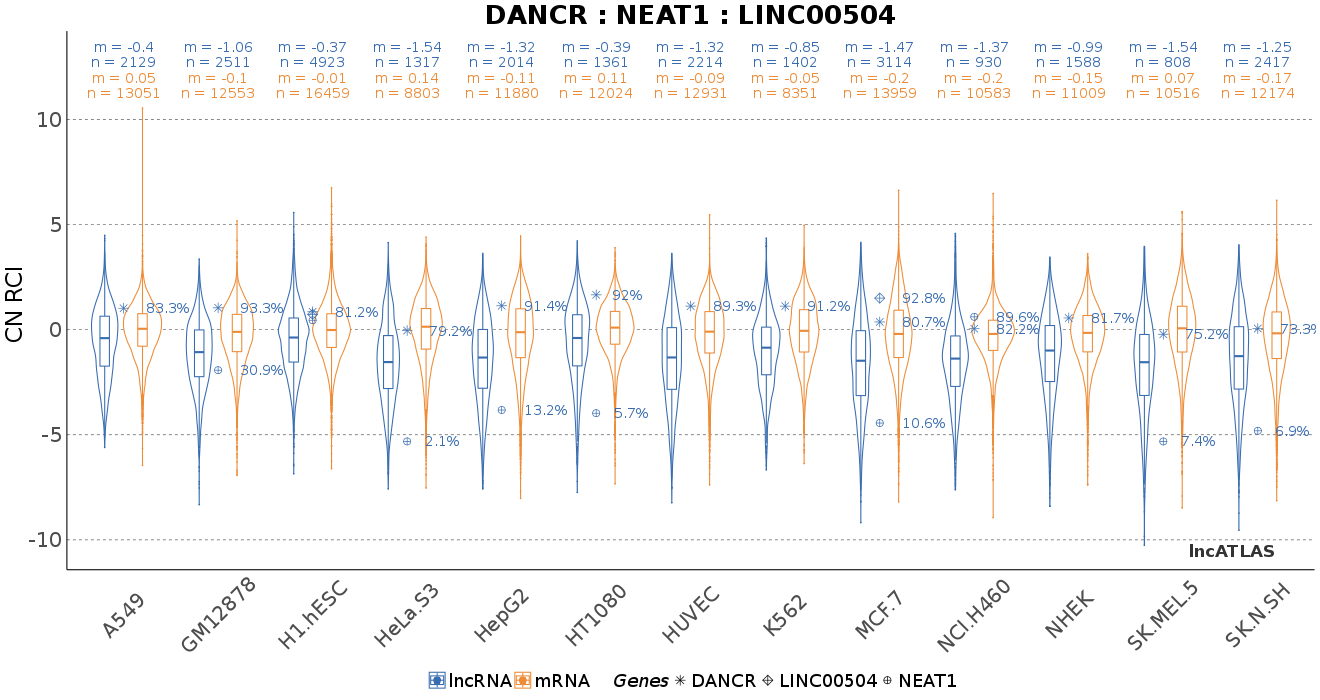 DANCR : NEAT1 : LINC00504
m = -0.4 m = -1.06 m = -0.37 m = -1.54 m = -1.32 m = -0.39 m = -1.32 m = -0.85 m = -1.47 m = -1.37 m = -0.99 m = -1.54 m = -1.25
n = 2129 n = 2511 n = 4923 n = 1317 n = 2014 n = 1361 n = 2214 n = 1402 n = 3114 n = 930 n = 1588 n = 808 n = 2417
m = 0.05 m = -0.1 m = -0.01 m = 0.14 m = -0.11 m = 0.11 m = -0.09 m = -0.05 m = -0.2 m = -0.2 m = -0.15 m = 0.07 m = -0.17
n = 13051 n = 12553 n = 16459 n = 8803 n = 11880 n = 12024 n = 12931 n = 8351 n = 13959 n = 10583 n = 11009 n = 10516 n = 12174
10
5
92% 92.8%
83.3% 93.3% 81.2% 91.4% 89.3% 91.2%
80.7% 89.6% 81.7%
0 79.2% 82.2% 75.2% 73.3%
30.9%
13.2% 5.7%
10.6%
-5 2.1% 7.4% 6.9%
-10
CN RCI
lncATLAS
A549 GM12878 H1.hESC HeLa.S3 HepG2 HT1080 HUVEC K562 MCF.7 NCI.H460 NHEK SK.MEL.5 SK.N.SH
lncRNA mRNA Genes DANCR LINC00504 NEAT1